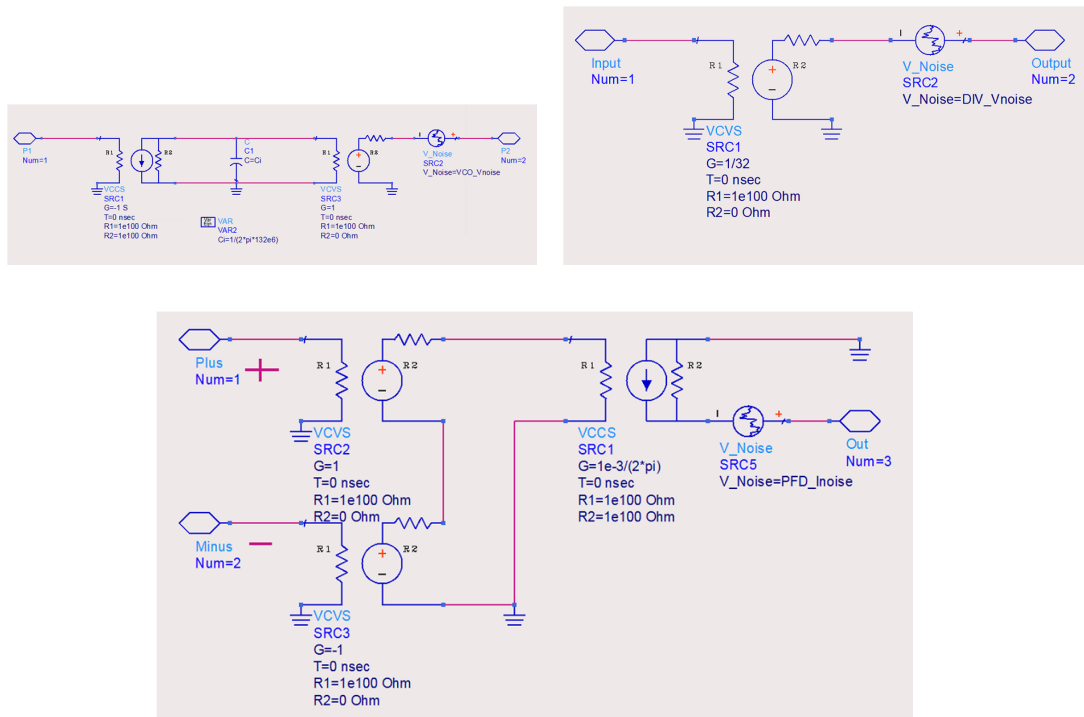 P1
Num=1
R1
R2
VCCS
SRC1
G=-1 S
T=0 nsec
R1=1e100 Ohm
R2=1e100 Ohm
C
C1
C=Ci
VAR
VAR2
Ci=1/(2*pi*132e6)
R1
R2
VCVS
SRC3
G=1
T=0 nsec
R1=1e100 Ohm
R2=0 Ohm
V_Noise
SRC2
V_Noise=VCO_Vnoise
P2
Num=2
Input
Num=1
R1
R2
VCVS
SRC1
G=1/32
T=0 nsec
R1=1e100 Ohm
R2=0 Ohm
V_Noise
SRC2
V_Noise=DIV_Vnoise
Output
Num=2
Plus
Num=1
R1
R2
VCVS
SRC2
G=1
T=0 nsec
R1=1e100 Ohm
R2=0 Ohm
Minus
Num=2
R1
R2
VCVS
SRC3
G=-1
T=0 nsec
R1=1e100 Ohm
R2=0 Ohm
R1
R2
VCCS
SRC1
G=1e-3/(2*pi)
T=0 nsec
R1=1e100 Ohm
R2=1e100 Ohm
V_Noise
SRC5
V_Noise=PFD_Inoise
Out
Num=3